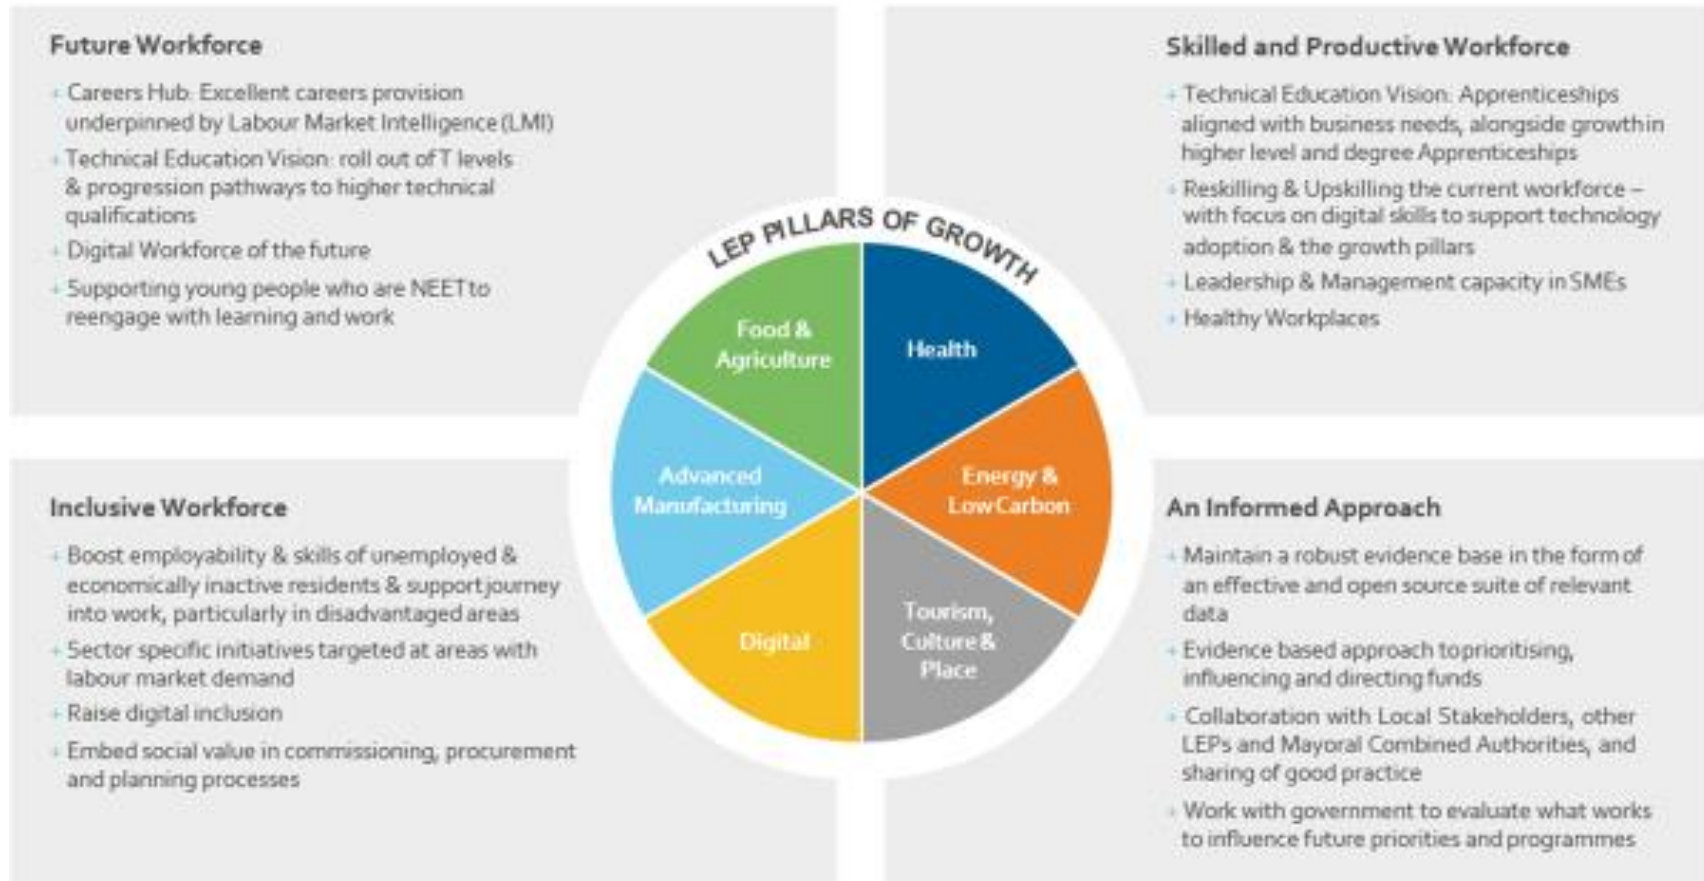 Future Workforce
+ Careers Hub: Excellent careers provision
underpinned by Labour Market Intelligence (LMI)
+ Technical Education Vision: roll out of T levels
& progression pathways to higher technical
qualifications
+ Digital Workforce of the future
+ Supporting young people who are NEET to
reengage with learning and work
Skilled and Productive Workforce
+ Technical Education Vision: Apprenticeships
aligned with business needs, alongside growth in
higher level and degree Apprenticeships
+ Reskilling & Upskilling the current workforce –
with focus on digital skills to support technology
adoption & the growth pillars
+ Leadership & Management capacity in SMEs
+ Healthy Workplaces
LEP PILLARS OF GROWTH
Food &
Agriculture
Health
Advanced
Manufacturing
Energy &
Low Carbon
Digital
Tourism,
Culture &
Place
Inclusive Workforce
+ Boost employability & skills of unemployed &
economically inactive residents & support journey
into work, particularly in disadvantaged areas
+ Sector specific initiatives targeted at areas with
labour market demand
+ Raise digital inclusion
+ Embed social value in commissioning, procurement
and planning processes
An Informed Approach
+ Maintain a robust evidence base in the form of
an effective and open source suite of relevant
data
+ Evidence based approach to prioritising,
influencing and directing funds
+ Collaboration with Local Stakeholders, other
LEPs and Mayoral Combined Authorities, and
sharing of good practice
+ Work with government to evaluate what works
to influence future priorities and programmes